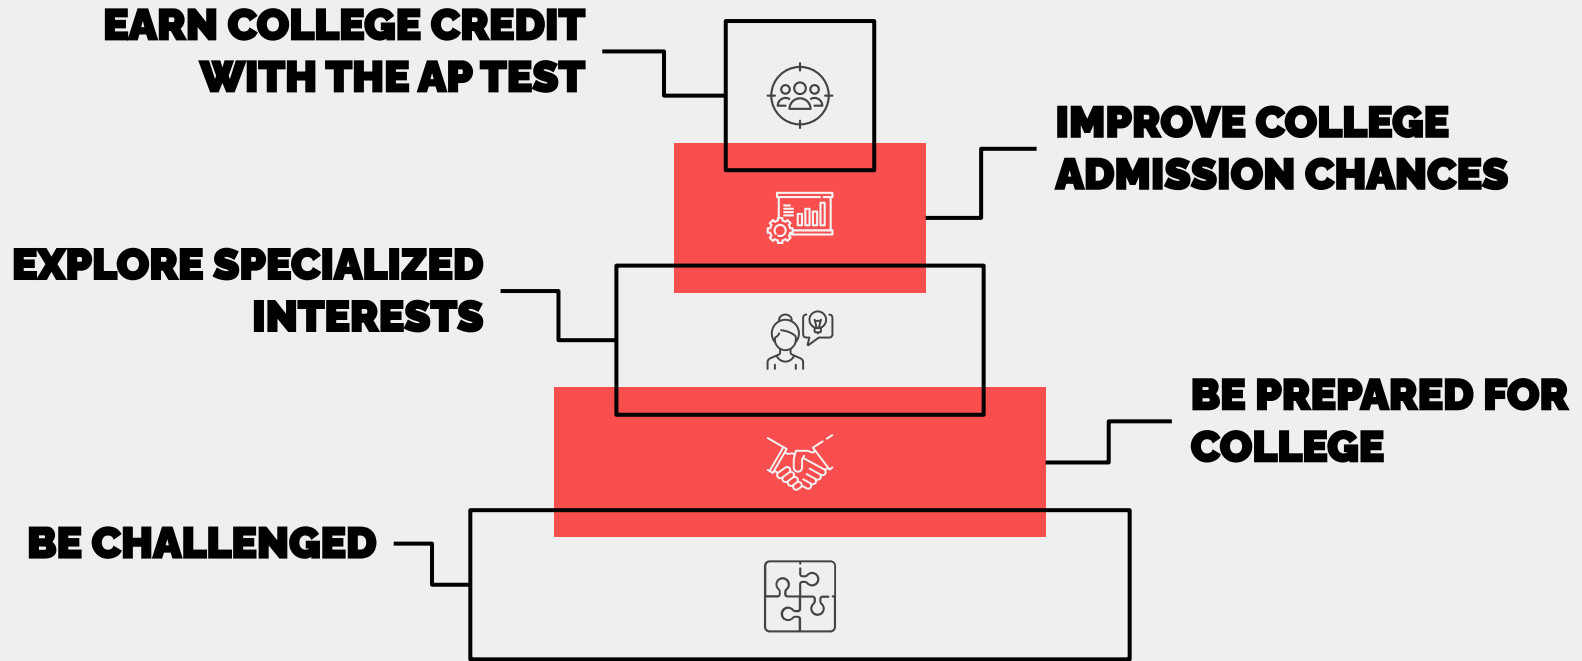 EARN COLLEGE CREDIT
WITH THE AP TEST
IMPROVE COLLEGE
ADMISSION CHANCES
EXPLORE SPECIALIZED
INTERESTS
BE PREPARED FOR
COLLEGE
BE CHALLENGED